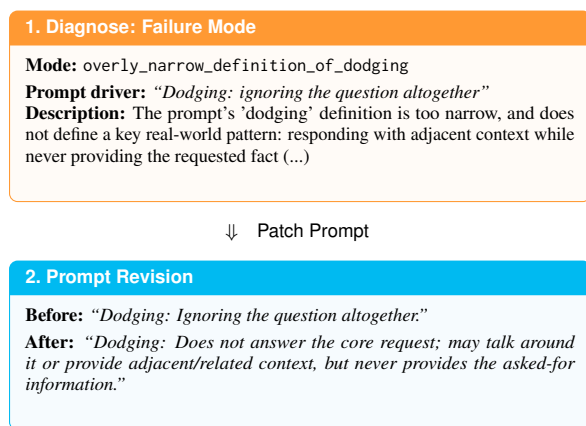 1. Diagnose: Failure Mode
Mode: overly_narrow_definition_of_dodging
Prompt driver: “Dodging: ignoring the question altogether”
Description: The prompt's 'dodging' definition is too narrow, and does
not define a key real-world pattern: responding with adjacent context while
never providing the requested fact (...)
⇓ Patch Prompt
2. Prompt Revision
Before: “Dodging: Ignoring the question altogether.”
After: “Dodging: Does not answer the core request; may talk around
it or provide adjacent/related context, but never provides the asked-for
information.”